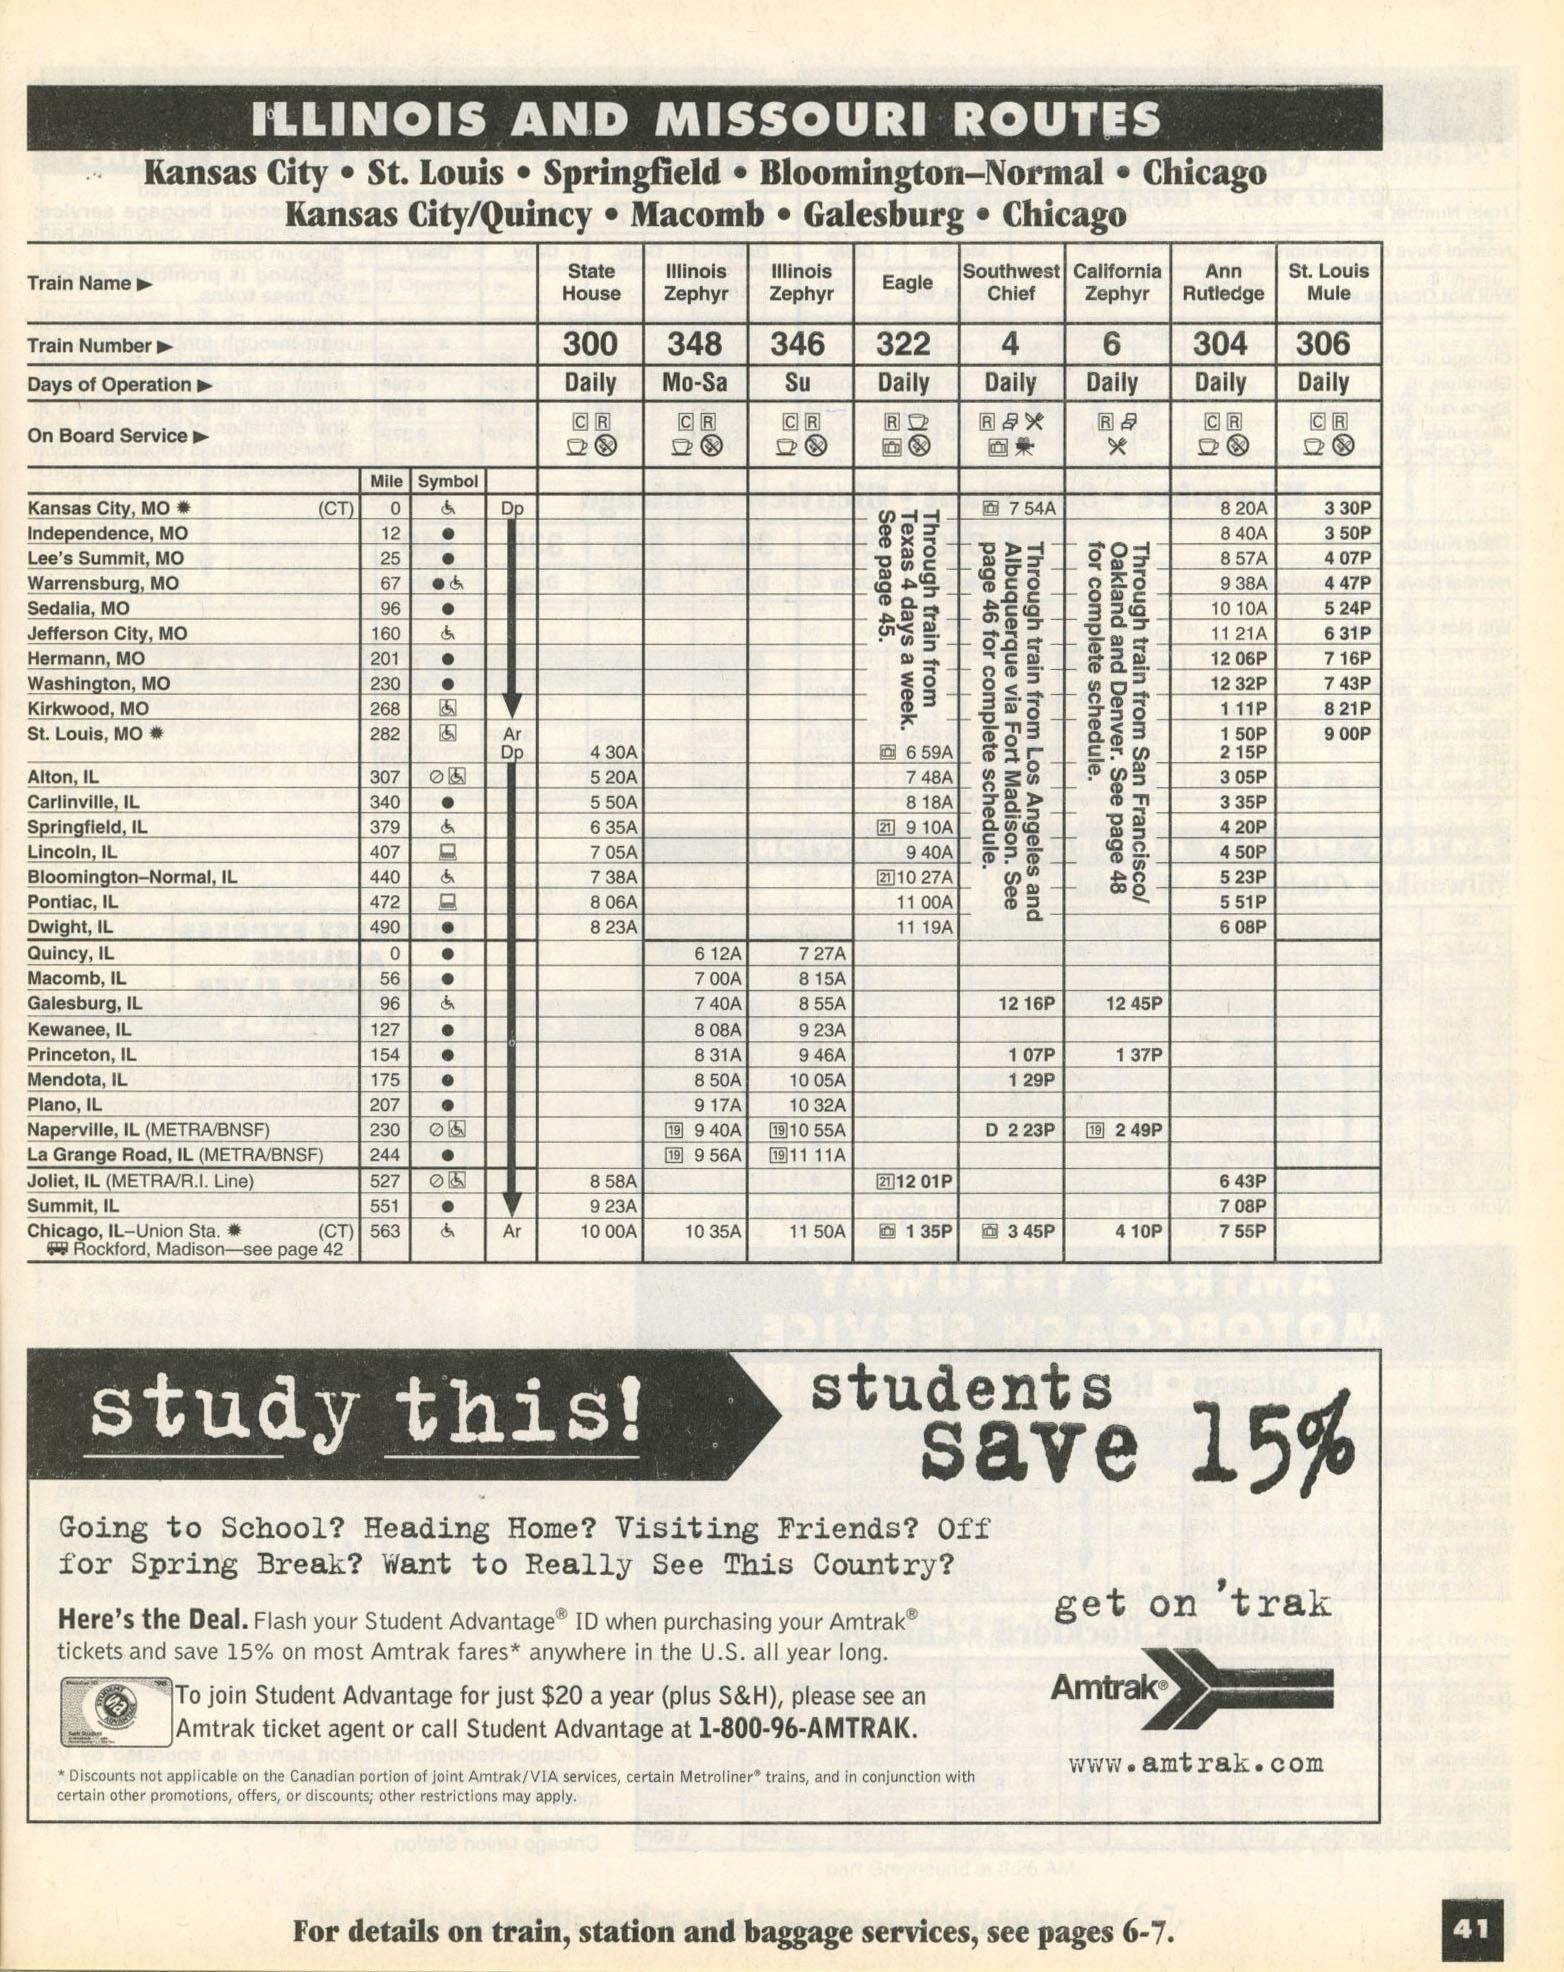 ILLINOIS AND MISSOURI ROUTES
Kansas City • St. Louis • Springfield • Bloomington–Normal • Chicago
Kansas City/Quincy • Macomb • Galesburg • Chicago
Train Name ► State House Illinois Zephyr Illinois Zephyr Eagle Southwest Chief California Zephyr Ann Rutledge St. Louis Mule
Train Number ► 300 348 346 322 4 6 304 306
Days of Operation ► Daily Mo-Sa Su Daily Daily Daily Daily Daily
On Board Service ► C R C R C R R R R C R C R
Mile Symbol
Kansas City, MO (CT) 0 Dp 7 54A 8 20A 3 30P
Independence, MO 12 ● 8 40A 3 50P
Lee's Summit, MO 25 ● 8 57A 4 07P
Warrensburg, MO 67 ● 9 38A 4 47P
Sedalia, MO 96 ● 10 10A 5 24P
Jefferson City, MO 160 11 21A 6 31P
Hermann, MO 201 ● 12 06P 7 16P
Washington, MO 230 ● 12 32P 7 43P
Kirkwood, MO 268 1 11P 8 21P
St. Louis, MO 282 Ar 1 50P 9 00P
Dp 4 30A 6 59A 2 15P
Alton, IL 307 5 20A 7 48A 3 05P
Carlinville, IL 340 ● 5 50A 8 18A 3 35P
Springfield, IL 379 6 35A 21 9 10A 4 20P
Lincoln, IL 407 7 05A 9 40A 4 50P
Bloomington–Normal, IL 440 7 38A 21 10 27A 5 23P
Pontiac, IL 472 8 06A 11 00A 5 51P
Dwight, IL 490 ● 8 23A 11 19A 6 08P
Through train from
Texas 4 days a week.
See page 45.
Through train from Los Angeles and
Albuquerque via Fort Madison. See
page 46 for complete schedule.
Through train from San Francisco/
Oakland and Denver. See page 48
for complete schedule.
Quincy, IL 0 ● 6 12A 7 27A
Macomb, IL 56 ● 7 00A 8 15A
Galesburg, IL 96 7 40A 8 55A 12 16P 12 45P
Kewanee, IL 127 ● 8 08A 9 23A
Princeton, IL 154 ● 8 31A 9 46A 1 07P 1 37P
Mendota, IL 175 ● 8 50A 10 05A 1 29P
Plano, IL 207 ● 9 17A 10 32A
Naperville, IL (METRA/BNSF) 230 19 9 40A 19 10 55A D 2 23P 19 2 49P
La Grange Road, IL (METRA/BNSF) 244 ● 19 9 56A 19 11 11A
Joliet, IL (METRA/R.I. Line) 527 8 58A 21 12 01P 6 43P
Summit, IL 551 ● 9 23A 7 08P
Chicago, IL–Union Sta. (CT) 563 Ar 10 00A 10 35A 11 50A 1 35P 3 45P 4 10P 7 55P
Rockford, Madison—see page 42
study this!
students
save 15%
Going to School? Heading Home? Visiting Friends? Off
for Spring Break? Want to Really See This Country?
Here's the Deal. Flash your Student Advantage® ID when purchasing your Amtrak®
tickets and save 15% on most Amtrak fares* anywhere in the U.S. all year long.
To join Student Advantage for just $20 a year (plus S&H), please see an
Amtrak ticket agent or call Student Advantage at 1-800-96-AMTRAK.
* Discounts not applicable on the Canadian portion of joint Amtrak/VIA services, certain Metroliner® trains, and in conjunction with
certain other promotions, offers, or discounts; other restrictions may apply.
get on 'trak
Amtrak®
www.amtrak.com
For details on train, station and baggage services, see pages 6-7.
41